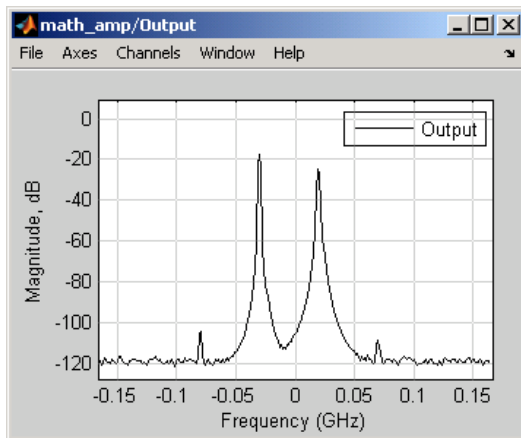 math_amp/Output
File Axes Channels Window Help
Output
0
-20
-40
-60
-80
-100
-120
Magnitude, dB
-0.15 -0.1 -0.05 0 0.05 0.1 0.15
Frequency (GHz)